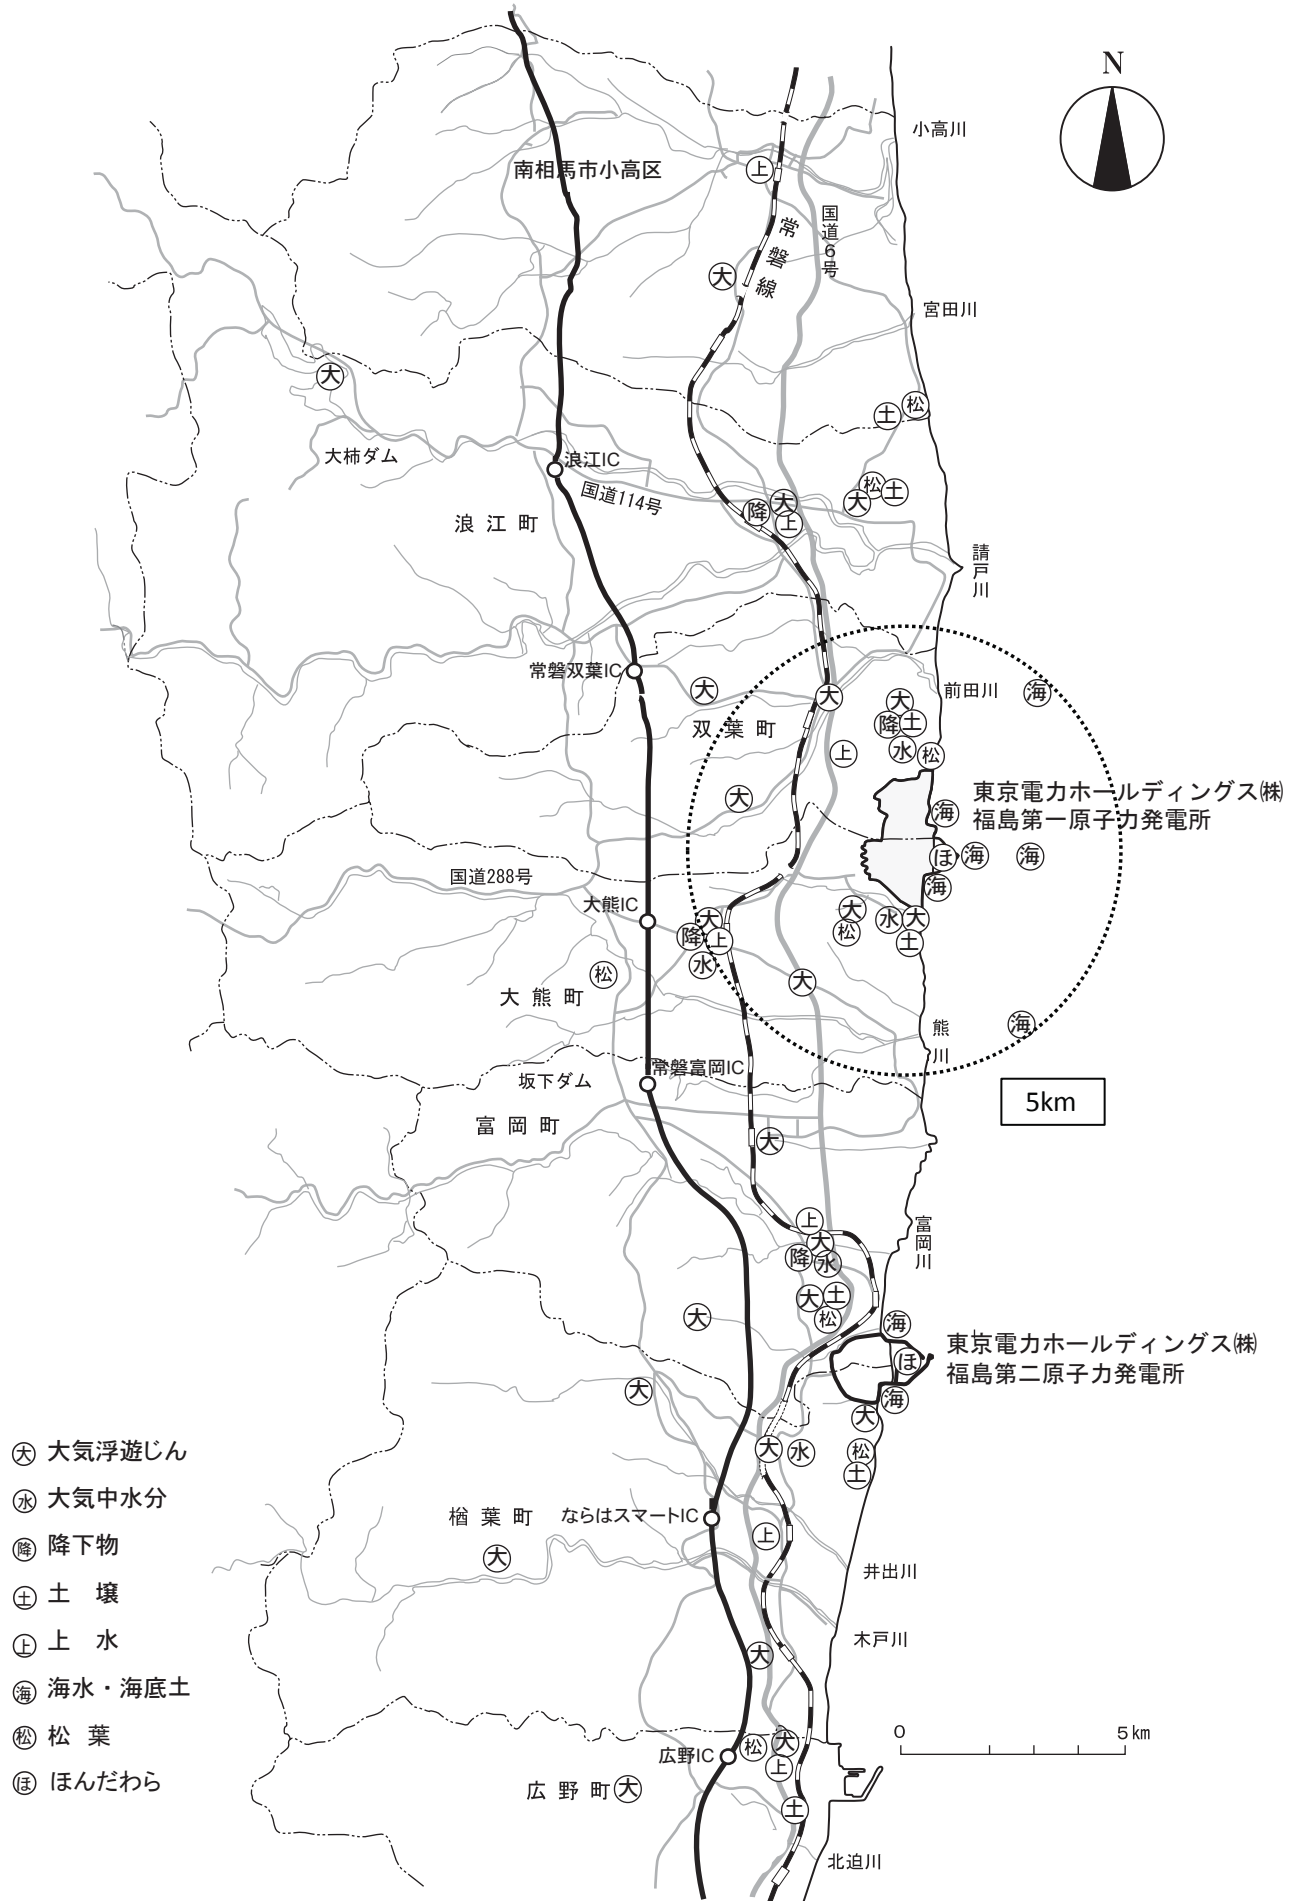 N
小高川
南相馬市小高区
上
国道6号
常磐線
大
宮田川
大
松
土
大柿ダム
浪江IC
国道114号
松
土
大
大
降
上
浪江町
請戸川
常磐双葉IC
大
大
前田川
海
大
降
土
双葉町
上
水
松
大
東京電力ホールディングス㈱
福島第一原子力発電所
海
ほ
海
海
海
国道288号
大熊IC
大
降
上
水
大
松
水
大
土
松
大熊町
大
海
熊川
坂下ダム
常磐富岡IC
5km
富岡町
大
富岡川
上
大
降
水
大
土
松
大
海
東京電力ホールディングス㈱
福島第二原子力発電所
ほ
海
大
大
大
水
松
土
楢葉町
ならはスマートIC
上
大
井出川
木戸川
大
広野IC
松
大
上
広野町
大
土
北迫川
0
5km
大 大気浮遊じん
水 大気中水分
降 降下物
土 土 壌
上 上 水
海 海水・海底土
松 松 葉
ほ ほんだわら